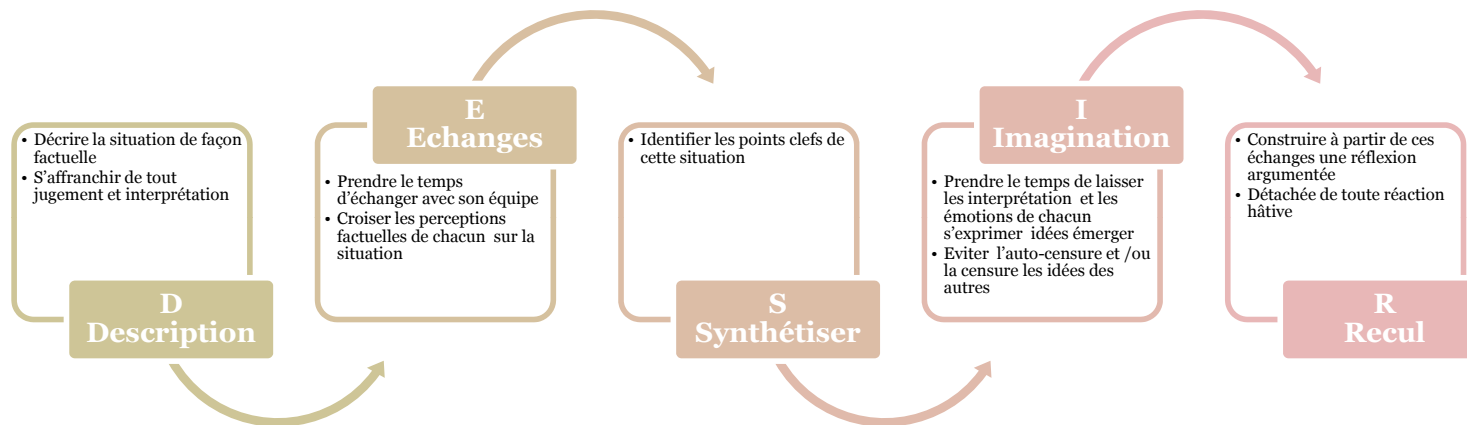 • Décrire la situation de façon
factuelle
• S'affranchir de tout
jugement et interprétation
D
Description
E
Echanges
• Prendre le temps
d'échanger avec son équipe
• Croiser les perceptions
factuelles de chacun sur la
situation
• Identifier les points clefs de
cette situation
S
Synthétiser
I
Imagination
• Prendre le temps de laisser
les interprétation et les
émotions de chacun
s'exprimer idées émerger
• Eviter l'auto-censure et /ou
la censure les idées des
autres
• Construire à partir de ces
échanges une réflexion
argumentée
• Détachée de toute réaction
hâtive
R
Recul